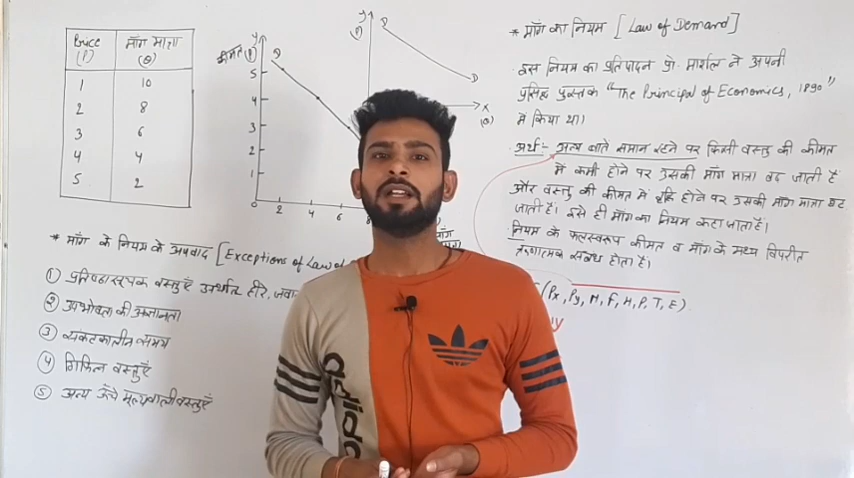 Price
(P)
माँग मात्रा
(Q)
1 10
2 8
3 6
4 4
5 2
y
कीमत (P)
D
5
4
3
2
1
2 4 6
y
(P)
D
D
X
(Q)
* माँग का नियम [Law of Demand]
इस नियम का प्रतिपादन प्रो. मार्शल ने अपनी
प्रसिद्ध पुस्तक "The Principal of Economics, 1890"
में किया था।
अर्थ:- अन्य बाते समान रहने पर किसी वस्तु की कीमत
में कमी होने पर उसकी माँग मात्रा बढ जाती है
और वस्तु की कीमत में वृद्धि होने पर उसकी माँग मात्रा घट
जाती है। इसे ही माँग का नियम कहा जाता है।
नियम के फलस्वरूप कीमत व माँग के मध्य विपरीत
ऋणात्मक संबंध होता है।
(Px, Py, M, F, H, P, T, E)
* माँग के नियम के अपवाद [Exceptions of Law of
① प्रतिष्ठासूचक वस्तुएँ उदार्थात हीरे, जवा
② उपभोक्ता की अज्ञानता
③ संकटकालीन समय
④ गिफिन वस्तुएँ
⑤ अन्य ऊँचे मूल्यवाली वस्तुएँ
adidas